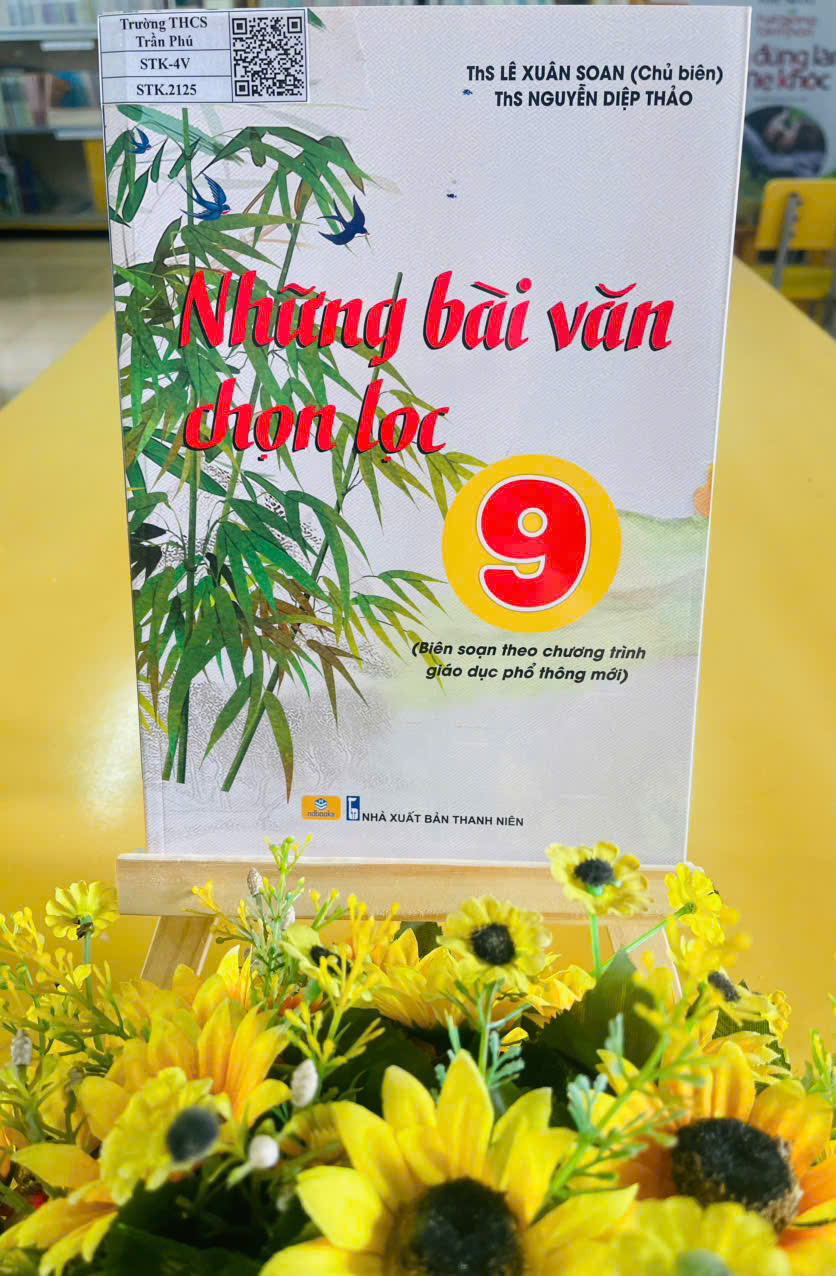 Trường THCS
Trần Phú
STK-4V
STK.2125
ThS LÊ XUÂN SOAN (Chủ biên)
ThS NGUYỄN DIỆP THẢO
Những bài văn
chọn lọc
9
(Biên soạn theo chương trình
giáo dục phổ thông mới)
ndbooks
NHÀ XUẤT BẢN THANH NIÊN